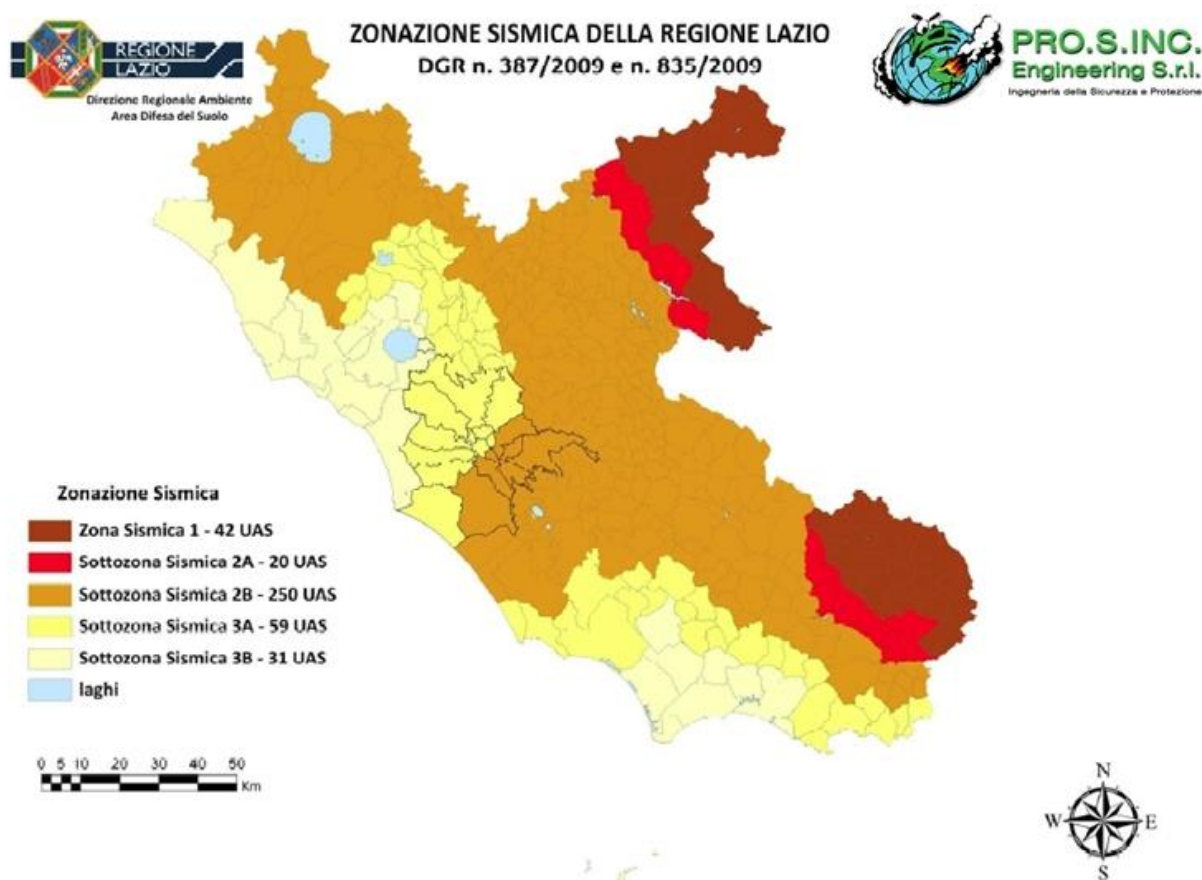 REGIONE
LAZIO
Direzione Regionale Ambiente
Area Difesa del Suolo
ZONAZIONE SISMICA DELLA REGIONE LAZIO
DGR n. 387/2009 e n. 835/2009
PRO.S.INC.
Engineering S.r.l.
Ingegneria della Sicurezza e Protezione
Zonazione Sismica
Zona Sismica 1 - 42 UAS
Sottozona Sismica 2A - 20 UAS
Sottozona Sismica 2B - 250 UAS
Sottozona Sismica 3A - 59 UAS
Sottozona Sismica 3B - 31 UAS
laghi
0 5 10 20 30 40 50
Km
N
W E
S